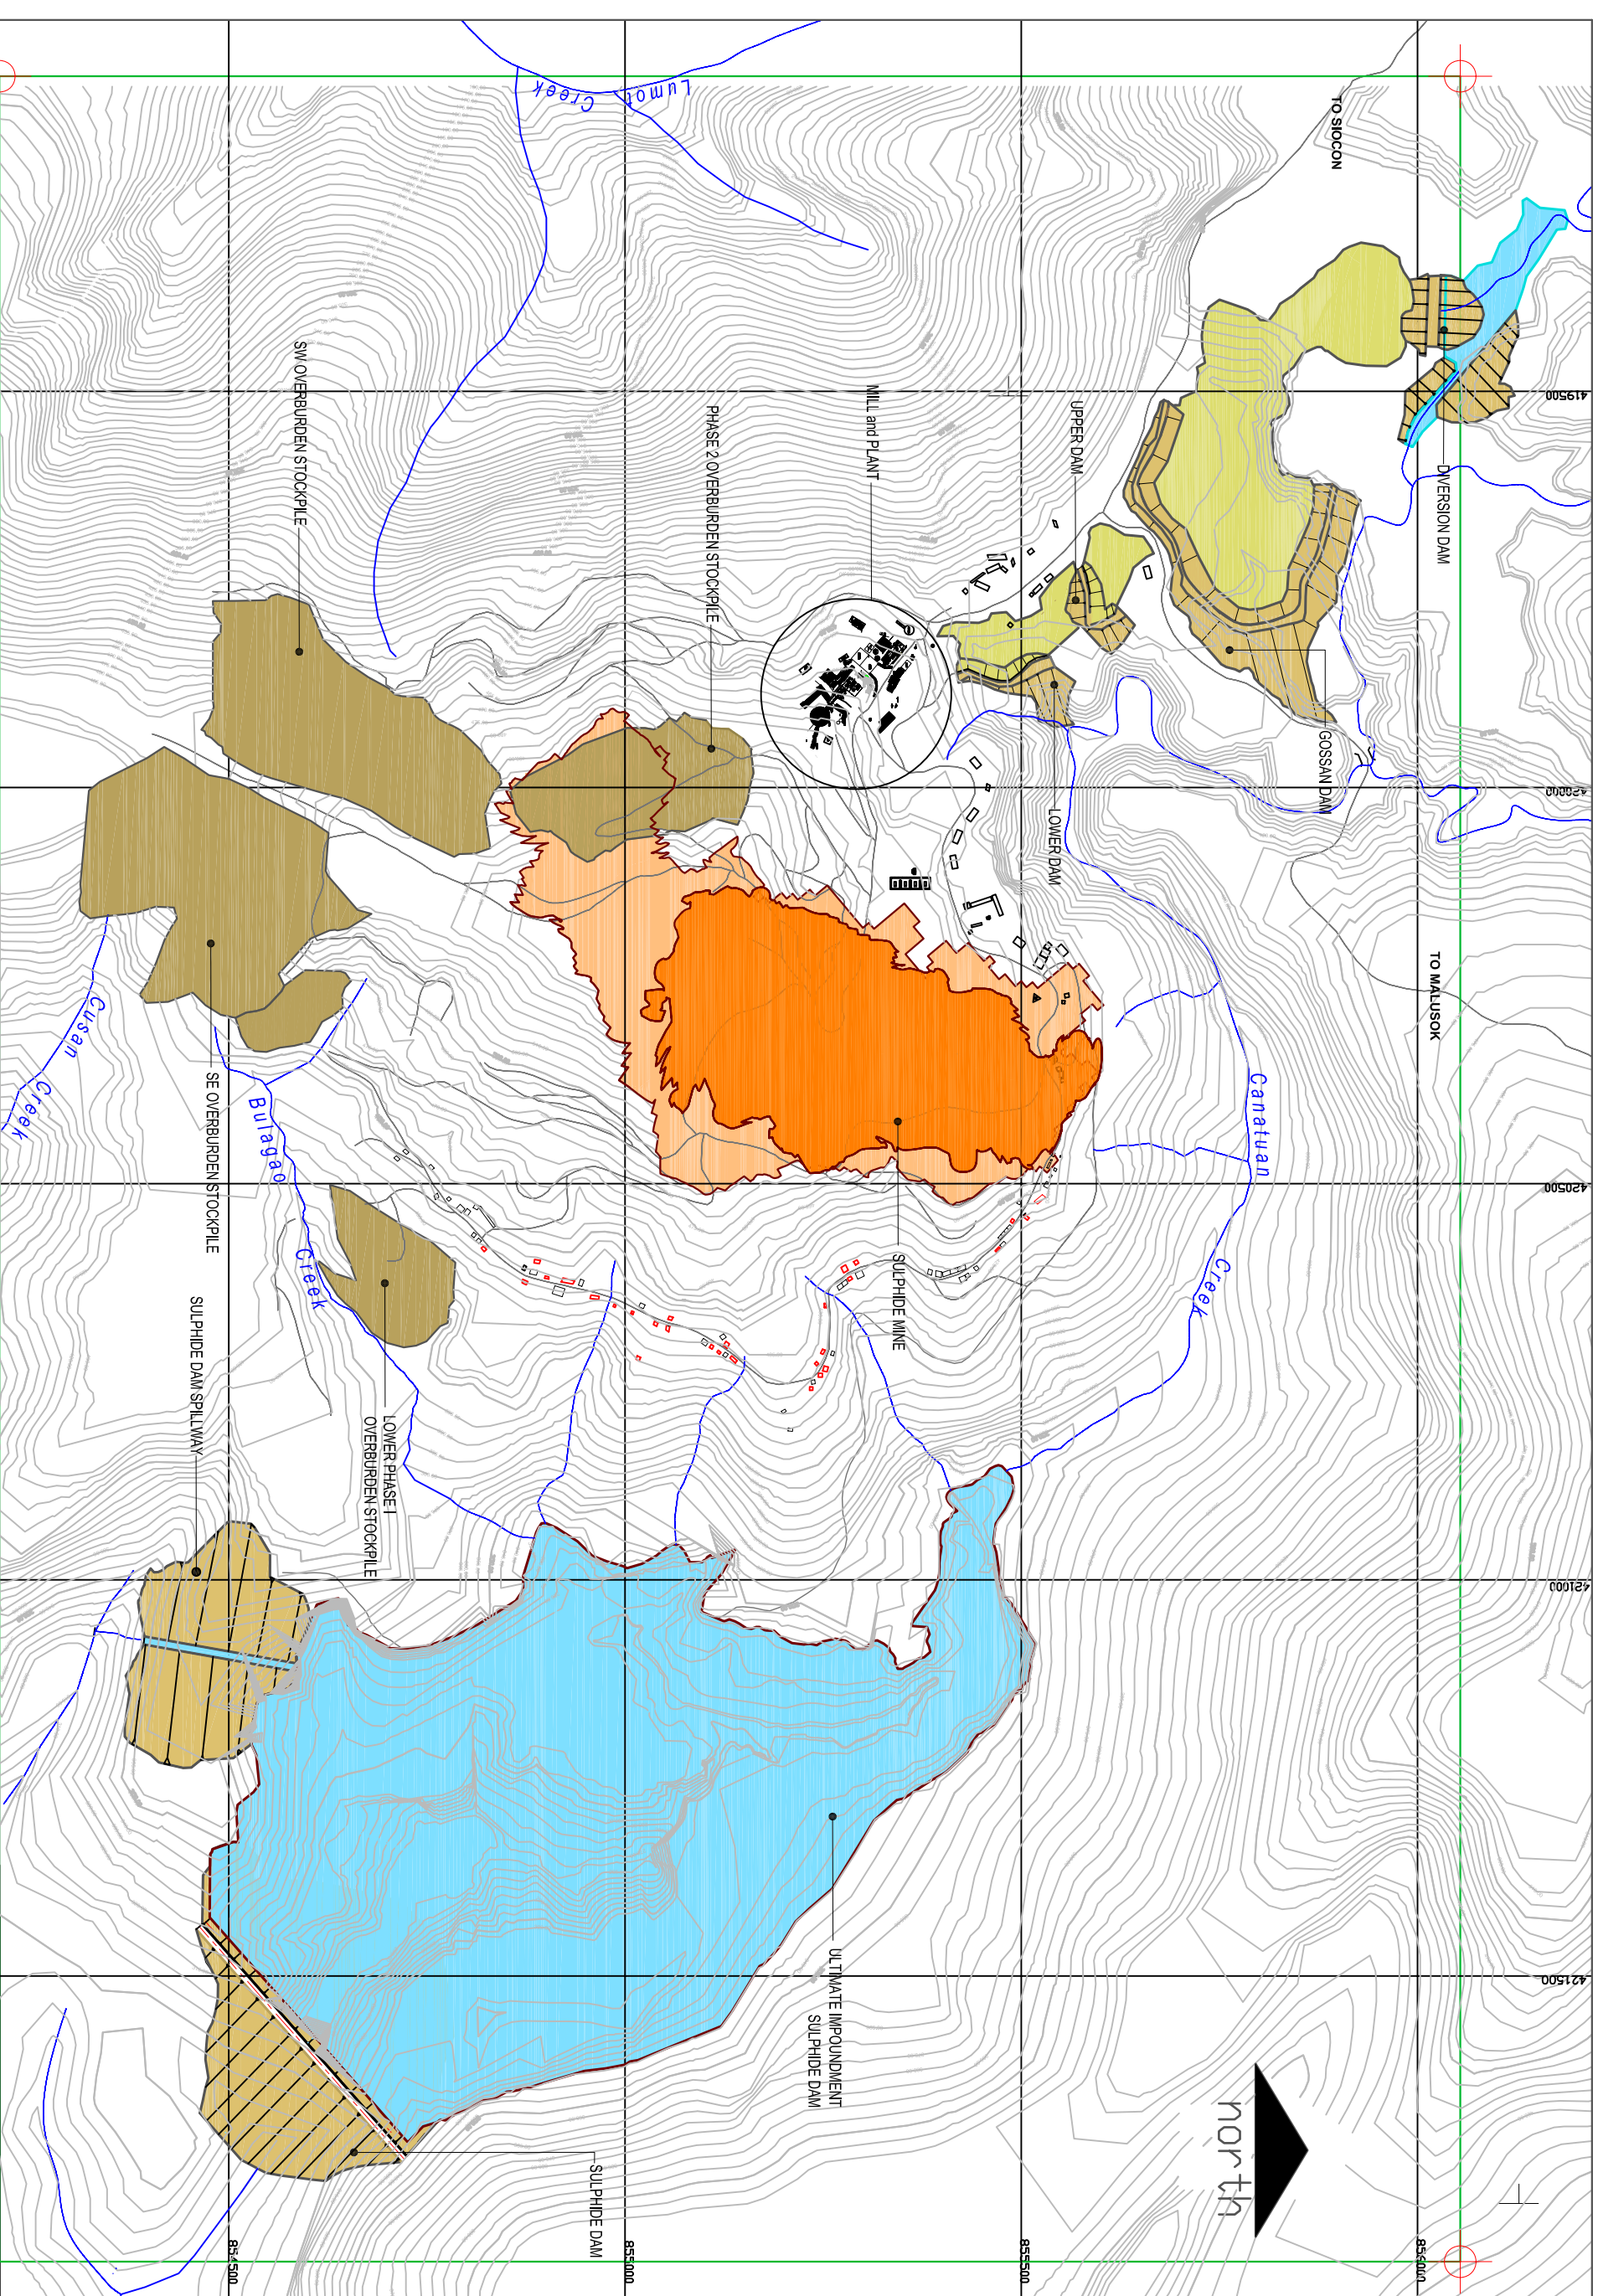 TO SIOCON
Lumot
Creek
419500
DIVERSION DAM
UPPER DAM
MILL and PLANT
PHASE 2 OVERBURDEN STOCKPILE
SW OVERBURDEN STOCKPILE
GOSSAN DAM
420000
LOWER DAM
TO MALUSOK
Canatuan
Creek
Cusan
Creek
SE OVERBURDEN STOCKPILE
Bulagao
Creek
420500
SULPHIDE MINE
SULPHIDE DAM SPILLWAY
LOWER PHASE I
OVERBURDEN STOCKPILE
421000
421500
ULTIMATE IMPOUNDMENT
SULPHIDE DAM
SULPHIDE DAM
north
854500
855000
855500
856000